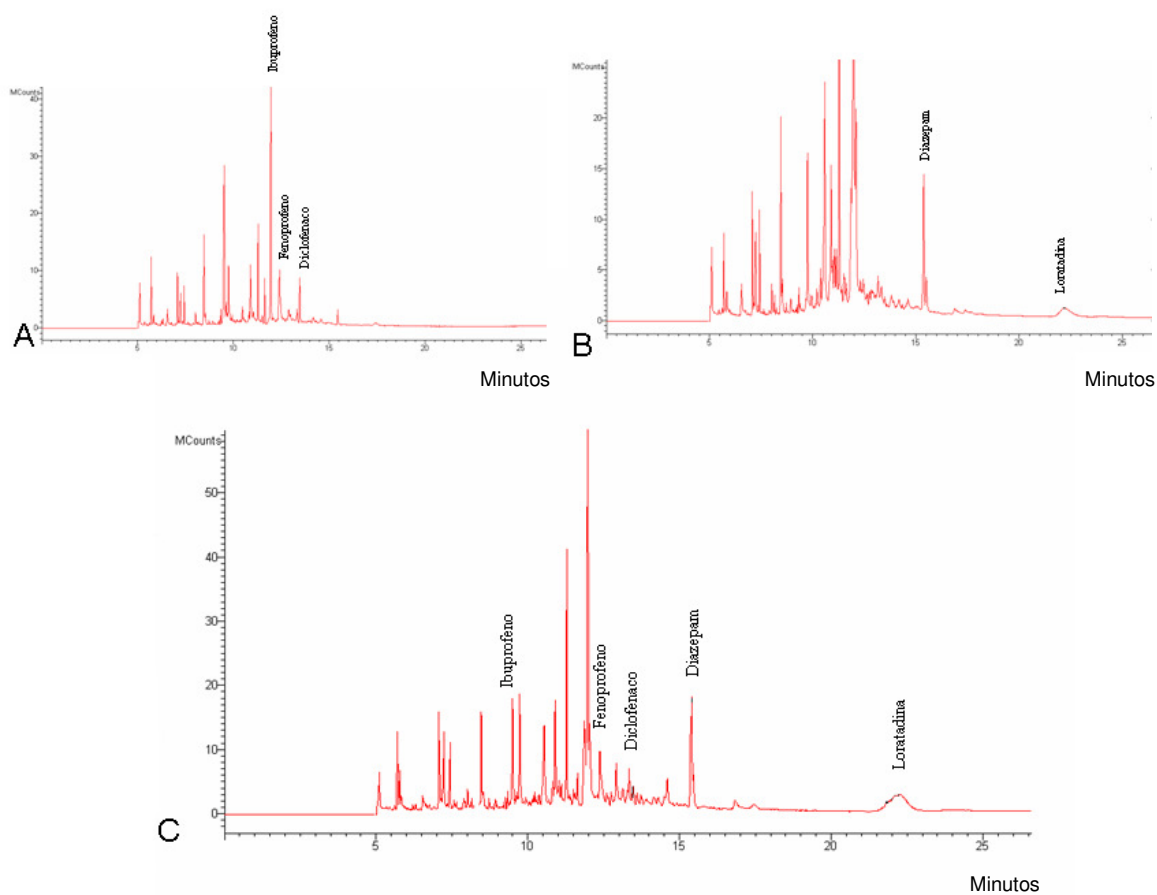 Ibuprofeno
MCounts
40
30
20
10
0
Fenoprofeno
Diclofenaco
5
10
15
20
25
A
Minutos
MCounts
20
15
10
5
0
Diazepam
Loratadina
5
10
15
20
25
B
Minutos
MCounts
50
40
30
20
10
0
Ibuprofeno
Fenoprofeno
Diclofenaco
Diazepam
Loratadina
5
10
15
20
25
C
Minutos